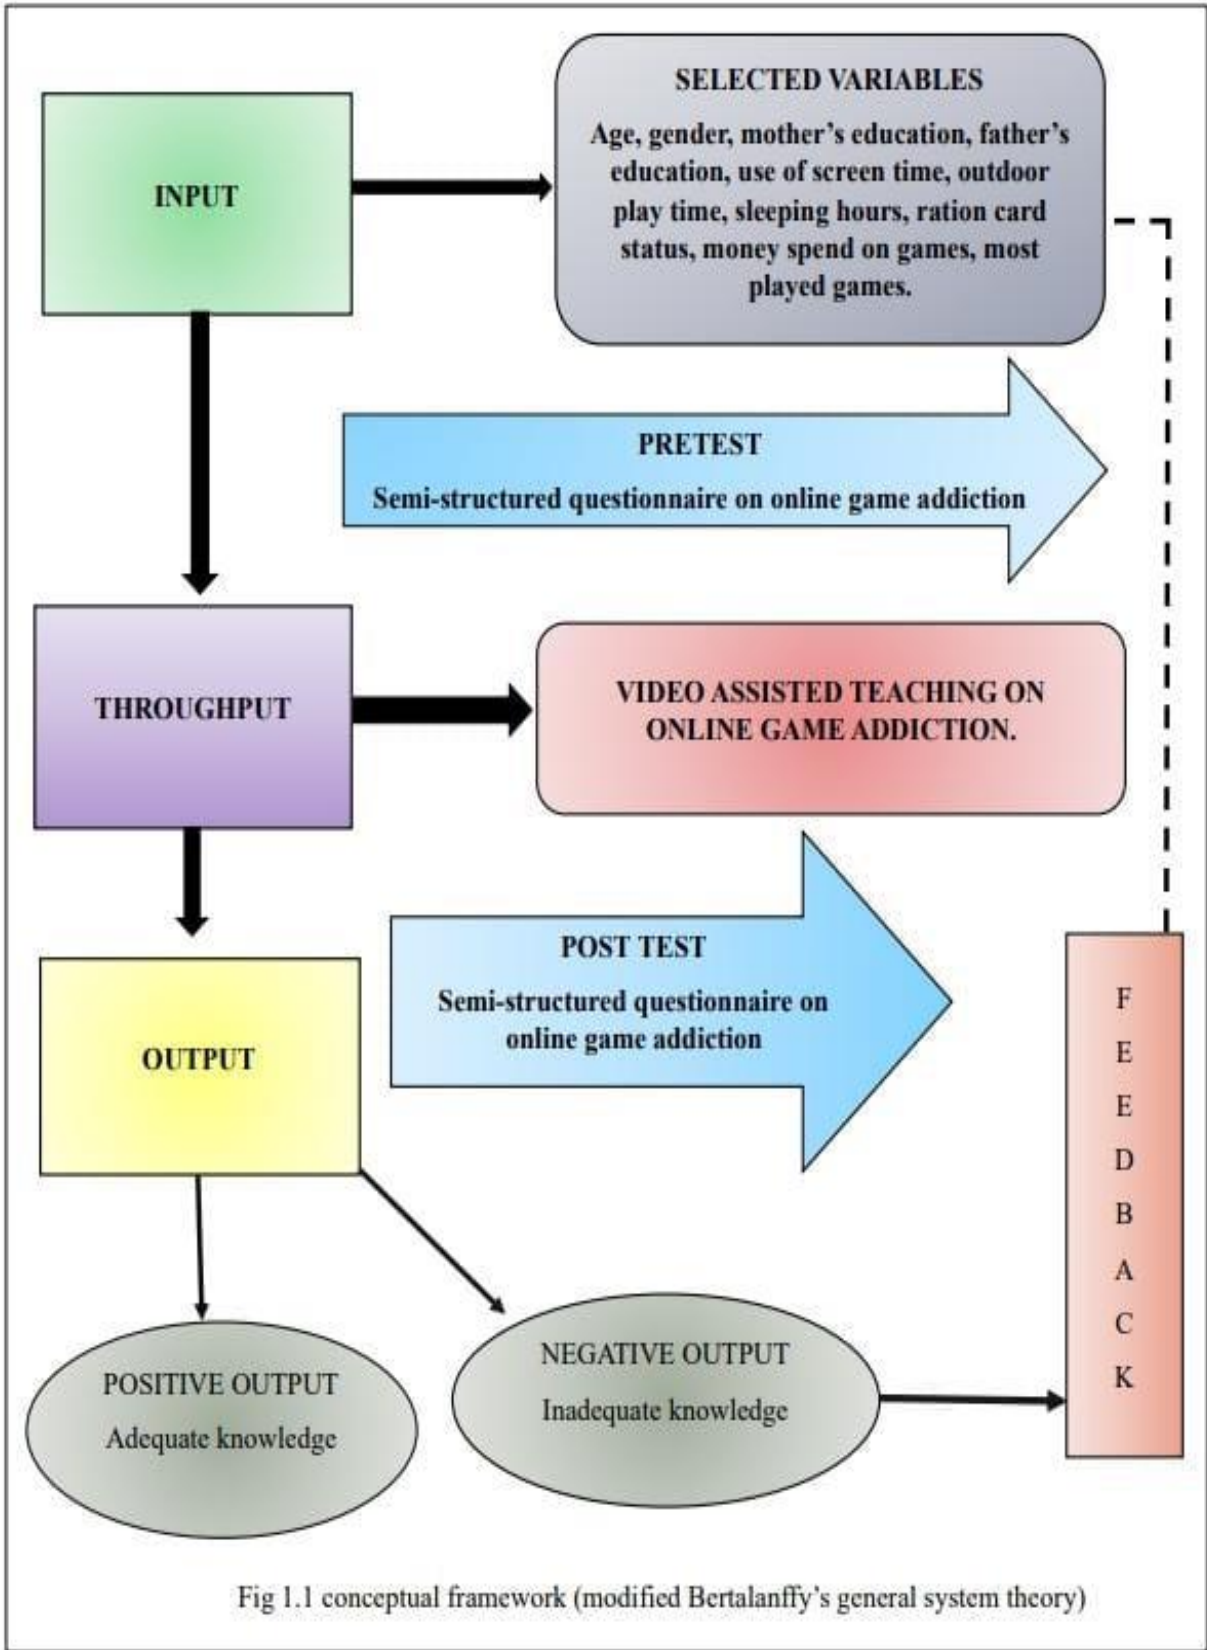 INPUT
SELECTED VARIABLES
Age, gender, mother’s education, father’s
education, use of screen time, outdoor
play time, sleeping hours, ration card
status, money spend on games, most
played games.
PRETEST
Semi-structured questionnaire on online game addiction
THROUGHPUT
VIDEO ASSISTED TEACHING ON
ONLINE GAME ADDICTION.
OUTPUT
POST TEST
Semi-structured questionnaire on
online game addiction
F
E
E
D
B
A
C
K
POSITIVE OUTPUT
Adequate knowledge
NEGATIVE OUTPUT
Inadequate knowledge
Fig 1.1 conceptual framework (modified Bertalanffy’s general system theory)